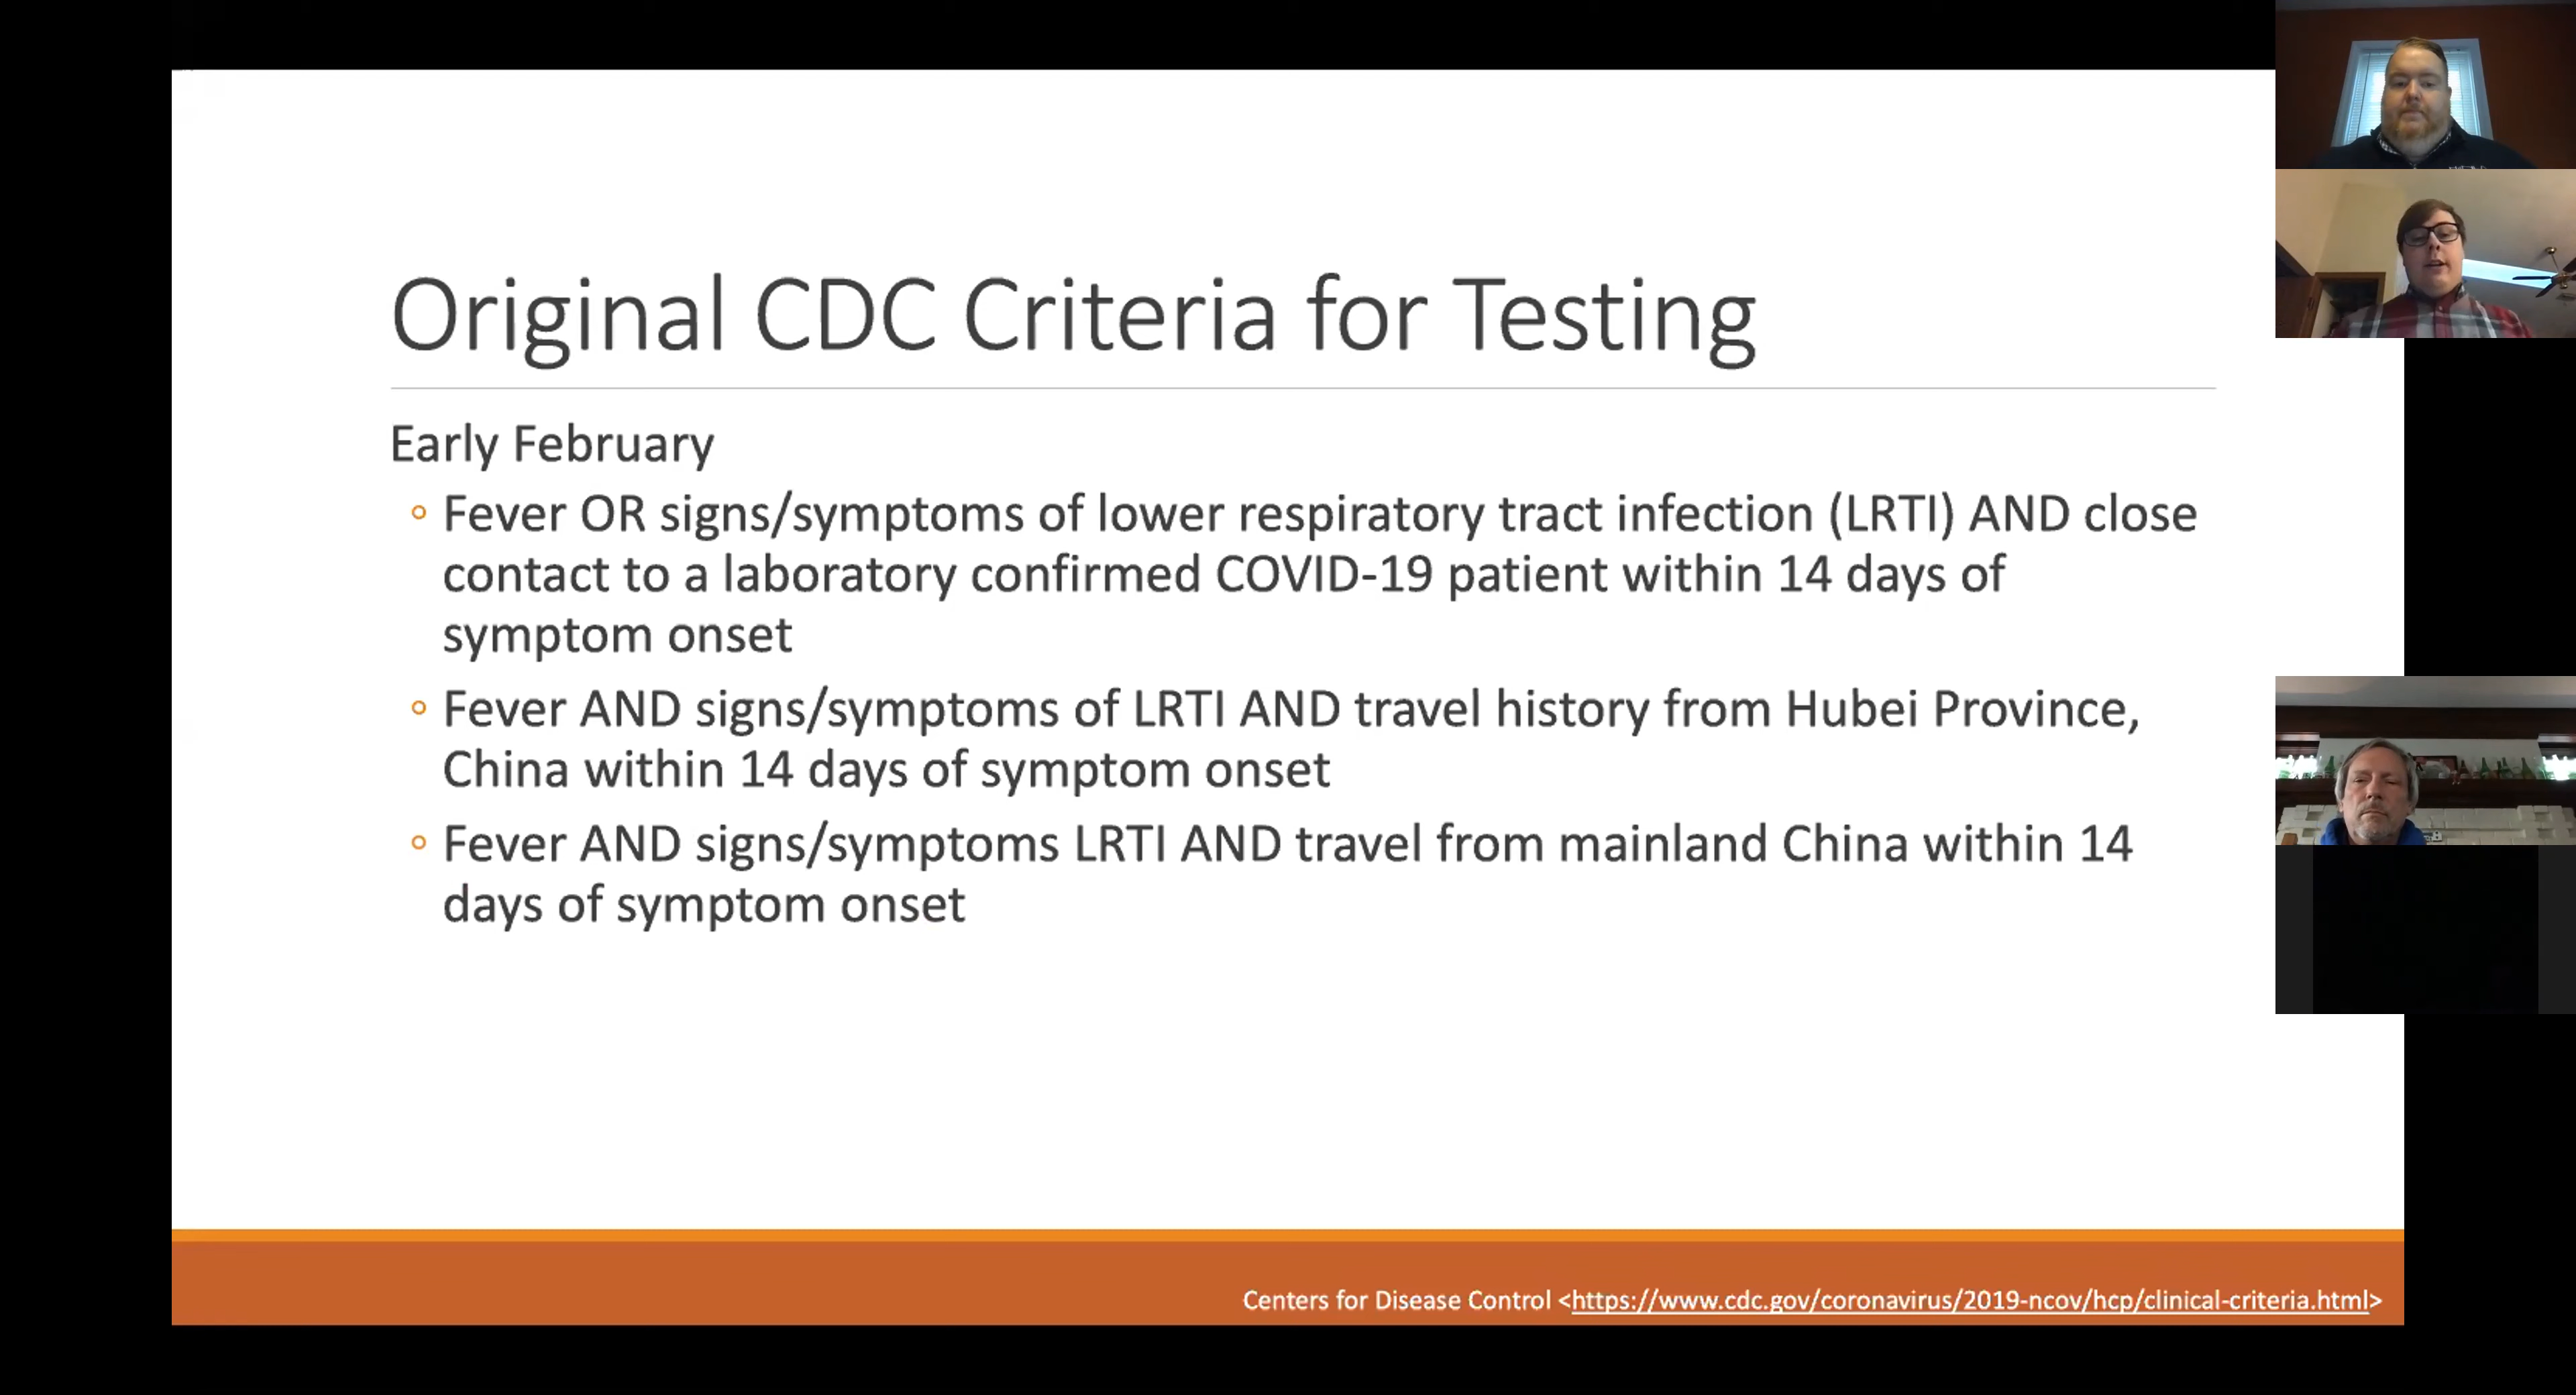 Original CDC Criteria for Testing
Early February
◦ Fever OR signs/symptoms of lower respiratory tract infection (LRTI) AND close
contact to a laboratory confirmed COVID-19 patient within 14 days of
symptom onset
◦ Fever AND signs/symptoms of LRTI AND travel history from Hubei Province,
China within 14 days of symptom onset
◦ Fever AND signs/symptoms LRTI AND travel from mainland China within 14
days of symptom onset
Centers for Disease Control <https://www.cdc.gov/coronavirus/2019-ncov/hcp/clinical-criteria.html>